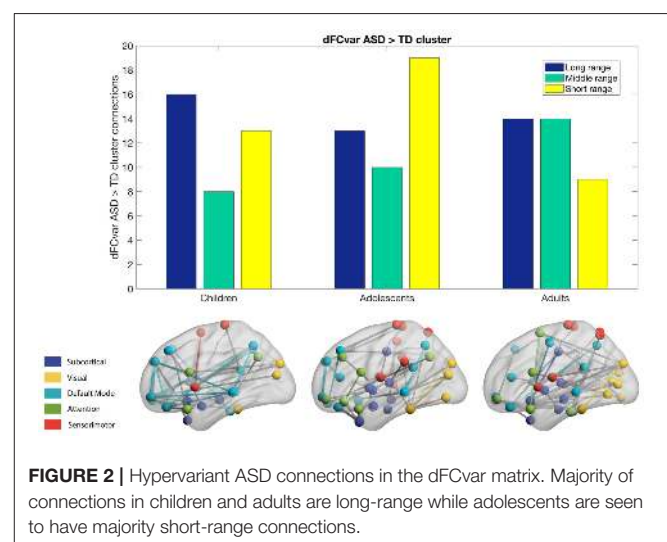 dFCvar ASD > TD cluster
dFCvar ASD > TD cluster connections
20
18
16
14
12
10
8
6
4
2
0
Long range
Middle range
Short range
Children
Adolescents
Adults
Subcortical
Visual
Default Mode
Attention
Sensorimotor
FIGURE 2 | Hypervariant ASD connections in the dFCvar matrix. Majority of
connections in children and adults are long-range while adolescents are seen
to have majority short-range connections.